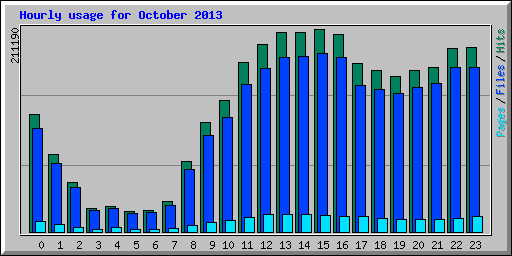 Hourly usage for October 2013
211190
Pages/Files/Hits
0 1 2 3 4 5 6 7 8 9 10 11 12 13 14 15 16 17 18 19 20 21 22 23